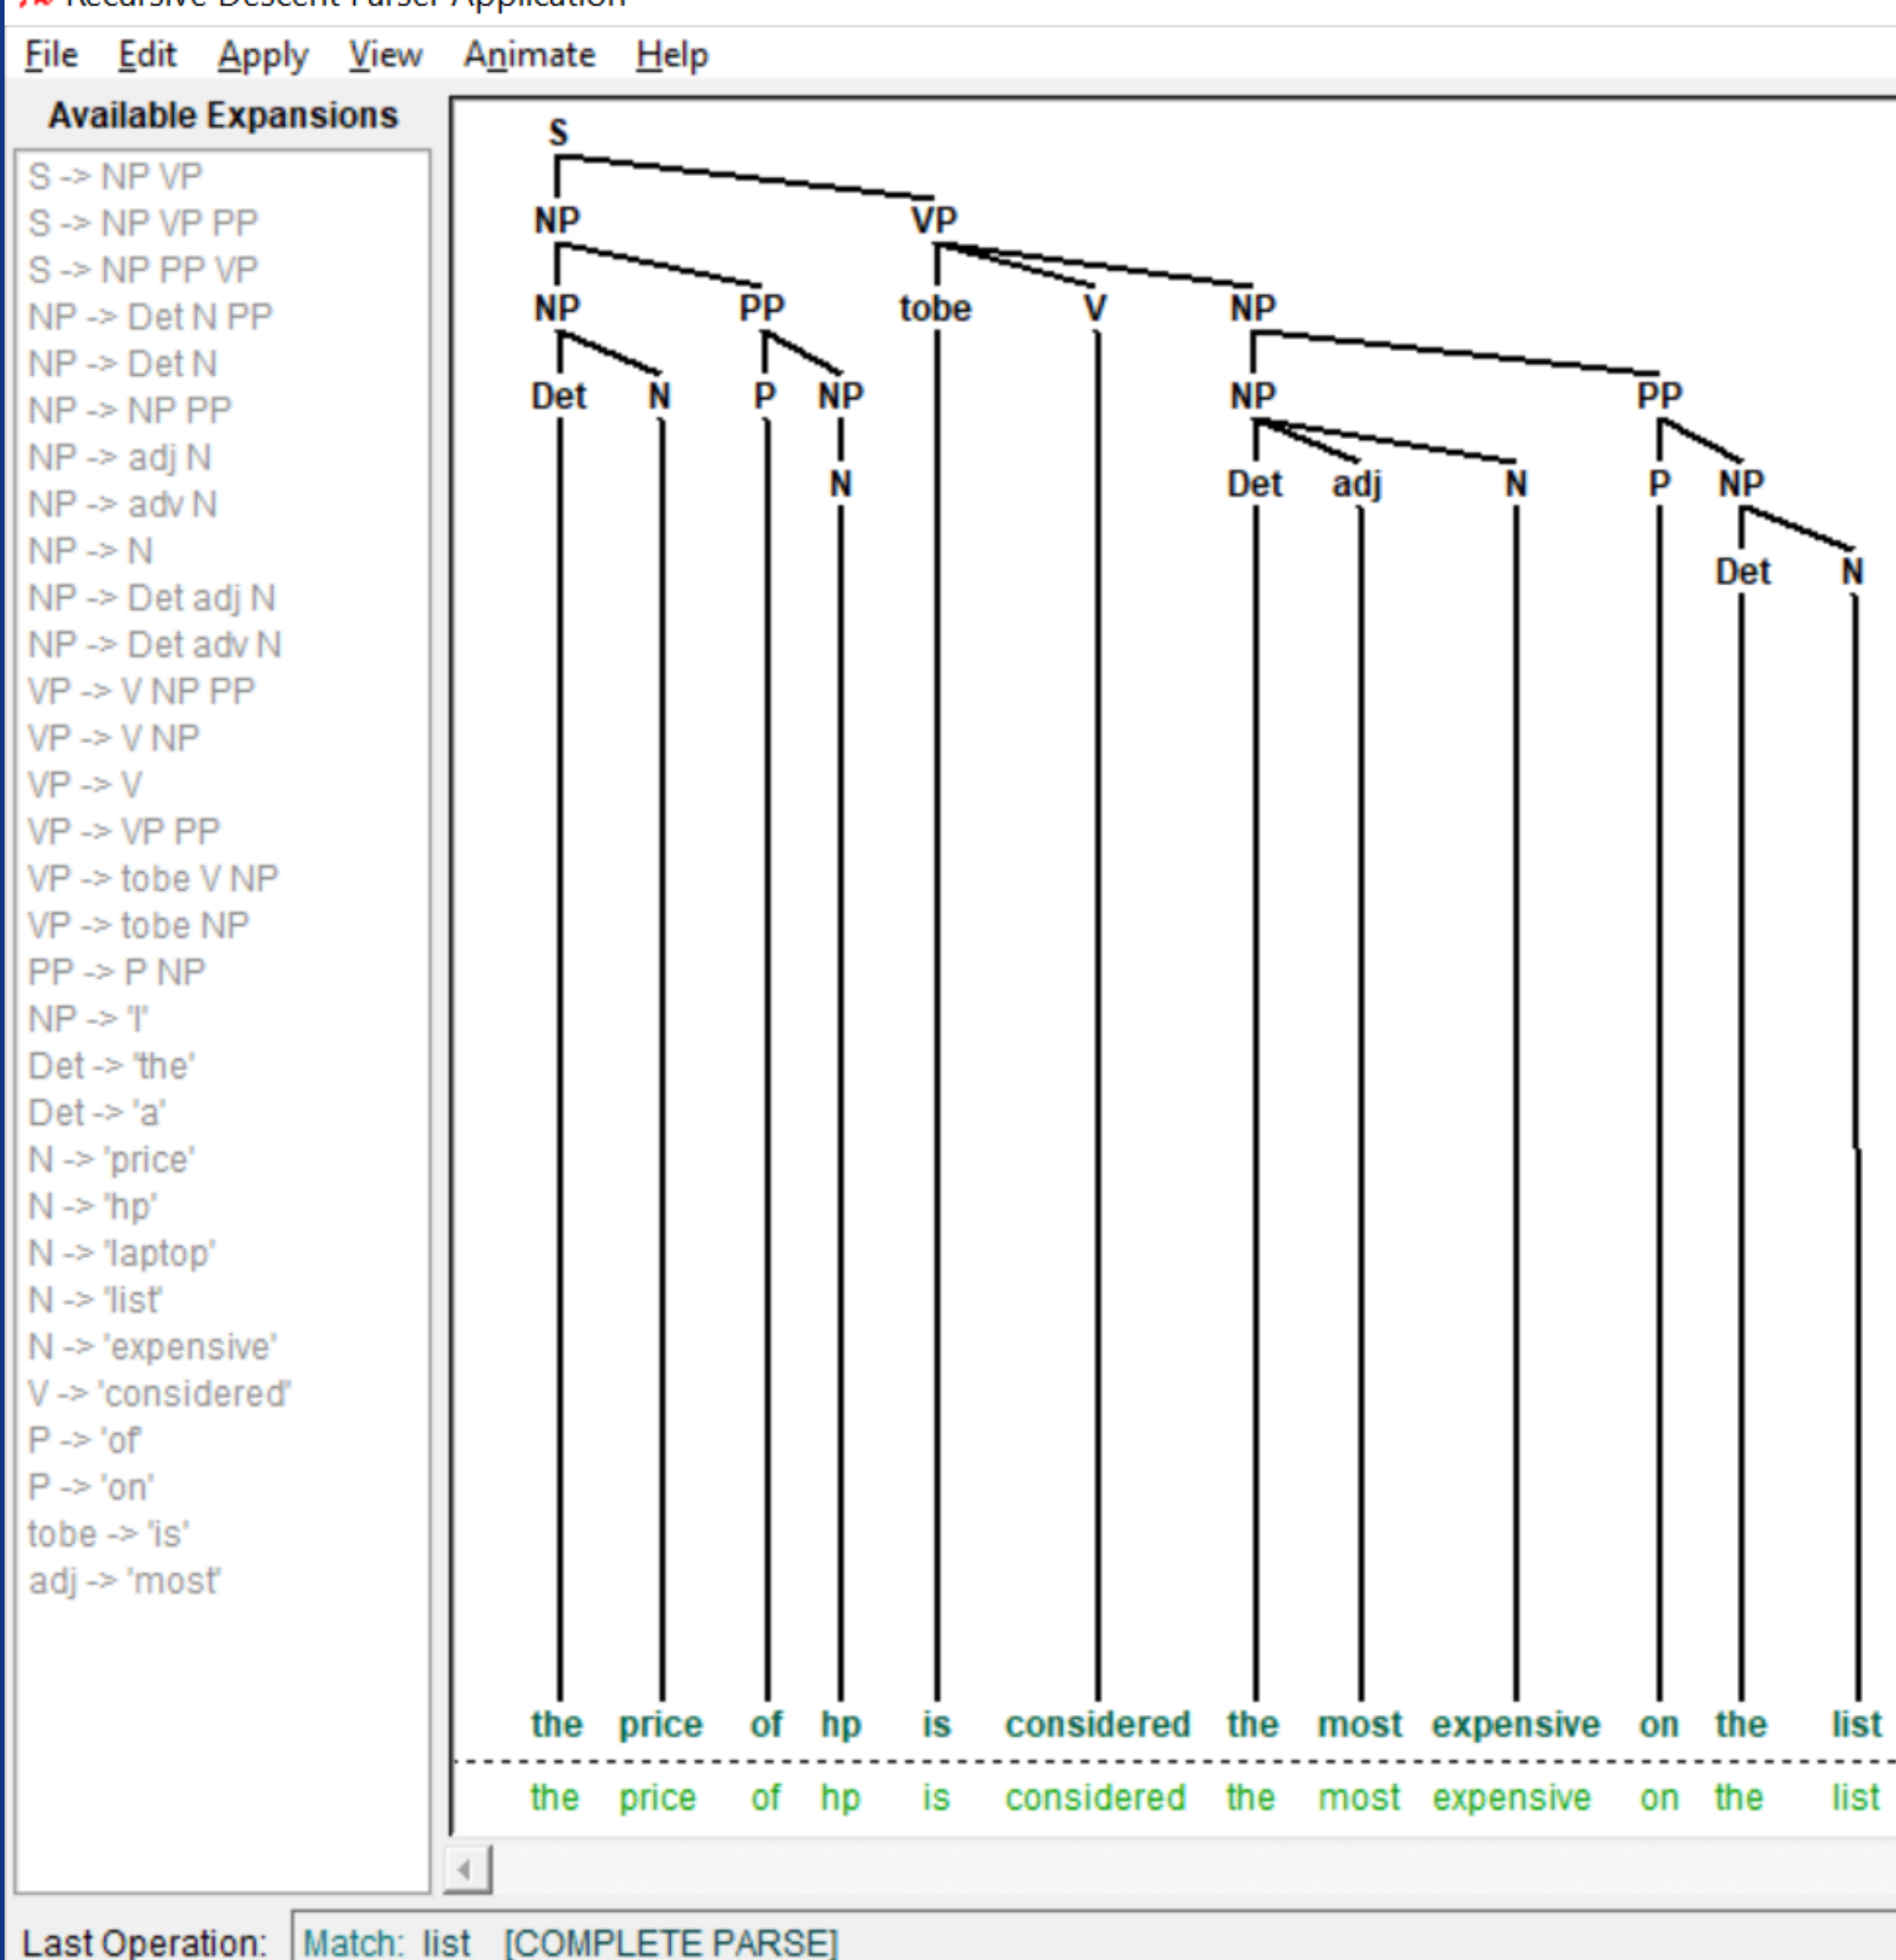 Recursive Descent Parser Application
File Edit Apply View Animate Help
Available Expansions
S -> NP VP
S -> NP VP PP
S -> NP PP VP
NP -> Det N PP
NP -> Det N
NP -> NP PP
NP -> adj N
NP -> adv N
NP -> N
NP -> Det adj N
NP -> Det adv N
VP -> V NP PP
VP -> V NP
VP -> V
VP -> VP PP
VP -> tobe V NP
VP -> tobe NP
PP -> P NP
NP -> 'I'
Det -> 'the'
Det -> 'a'
N -> 'price'
N -> 'hp'
N -> 'laptop'
N -> 'list'
N -> 'expensive'
V -> 'considered'
P -> 'of'
P -> 'on'
tobe -> 'is'
adj -> 'most'
S
NP VP
NP PP tobe V NP
Det N P NP NP PP
N Det adj N P NP
Det N
the price of hp is considered the most expensive on the list
the price of hp is considered the most expensive on the list
Last Operation: Match: list [COMPLETE PARSE]